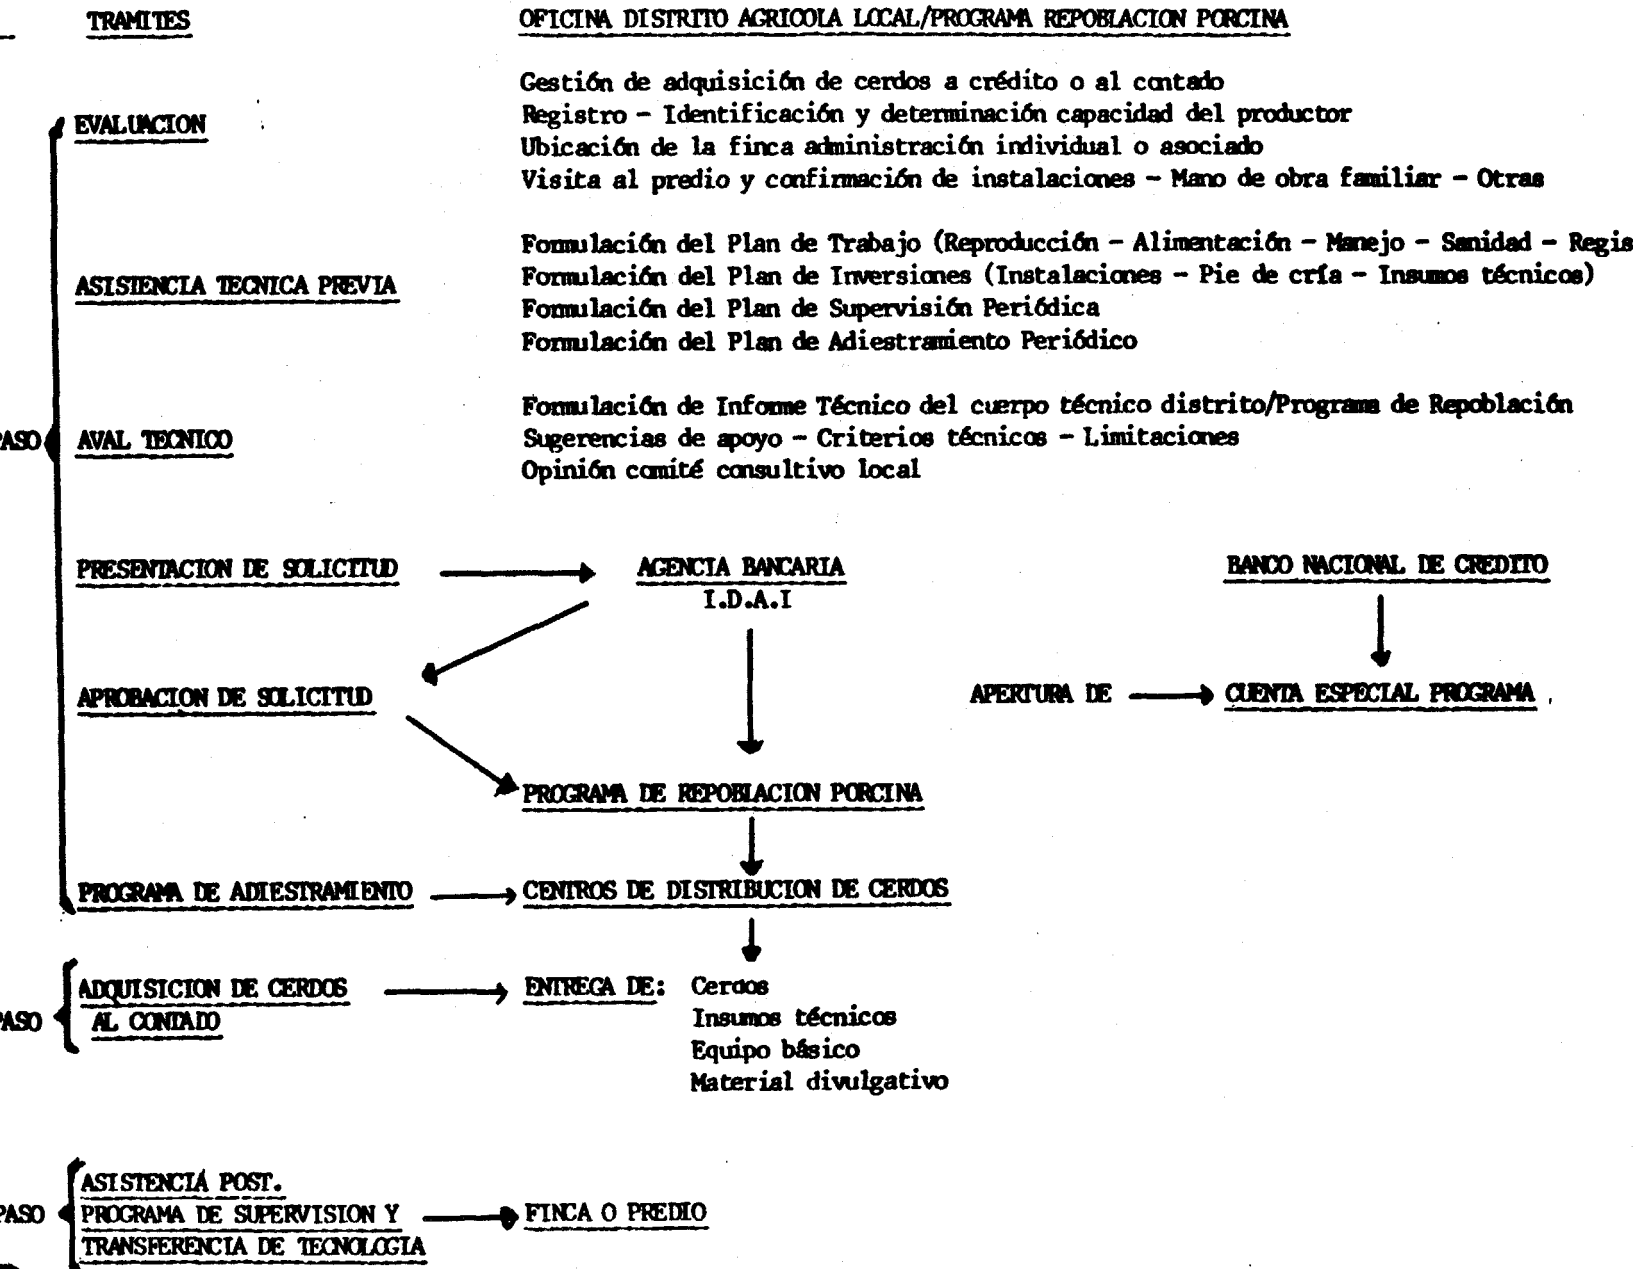 TRAMITES
OFICINA DISTRITO AGRICOLA LOCAL/PROGRAMA REPOBLACION PORCINA
EVALUACION
Gestión de adquisición de cerdos a crédito o al contado
Registro - Identificación y determinación capacidad del productor
Ubicación de la finca administración individual o asociado
Visita al predio y confirmación de instalaciones - Mano de obra familiar - Otras
ASISTENCIA TECNICA PREVIA
Formulación del Plan de Trabajo (Reproducción - Alimentación - Manejo - Sanidad - Regis
Formulación del Plan de Inversiones (Instalaciones - Pie de cría - Insumos técnicos)
Formulación del Plan de Supervisión Periódica
Formulación del Plan de Adiestramiento Periódico
PASO
AVAL TECNICO
Formulación de Informe Técnico del cuerpo técnico distrito/Programa de Repoblación
Sugerencias de apoyo - Criterios técnicos - Limitaciones
Opinión comité consultivo local
PRESENTACION DE SOLICITUD
AGENCIA BANCARIA
I.D.A.I
BANCO NACIONAL DE CREDITO
APROBACION DE SOLICITUD
APERTURA DE
CUENTA ESPECIAL PROGRAMA
PROGRAMA DE REPOBLACION PORCINA
PROGRAMA DE ADIESTRAMIENTO
CENTROS DE DISTRIBUCION DE CERDOS
PASO
ADQUISICION DE CERDOS
AL CONTADO
ENTREGA DE:
Cerdos
Insumos técnicos
Equipo básico
Material divulgativo
PASO
ASISTENCIA POST.
PROGRAMA DE SUPERVISION Y
TRANSFERENCIA DE TECNOLOGIA
FINCA O PREDIO